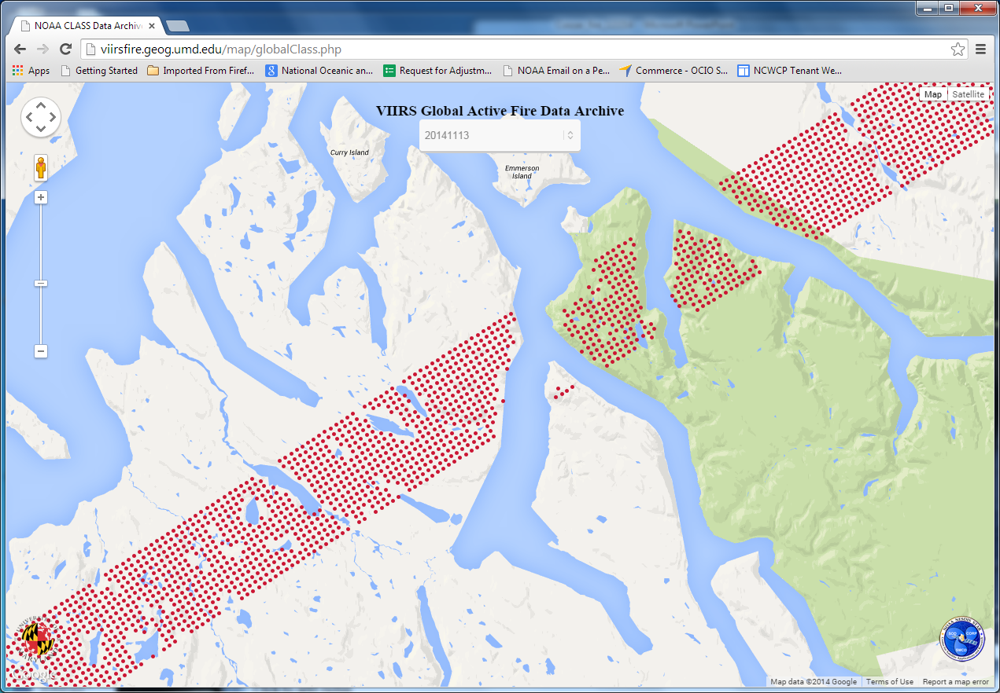 NOAA CLASS Data Archiv
viirsfire.geog.umd.edu/map/globalClass.php
Apps Getting Started Imported From Firef... National Oceanic an... Request for Adjustm... NOAA Email on a Pe... Commerce - OCIO S... NCWCP Tenant We...
Map Satellite
VIIRS Global Active Fire Data Archive
20141113
Curry Island
Emmerson
Island
Google
Map data ©2014 Google Terms of Use Report a map error